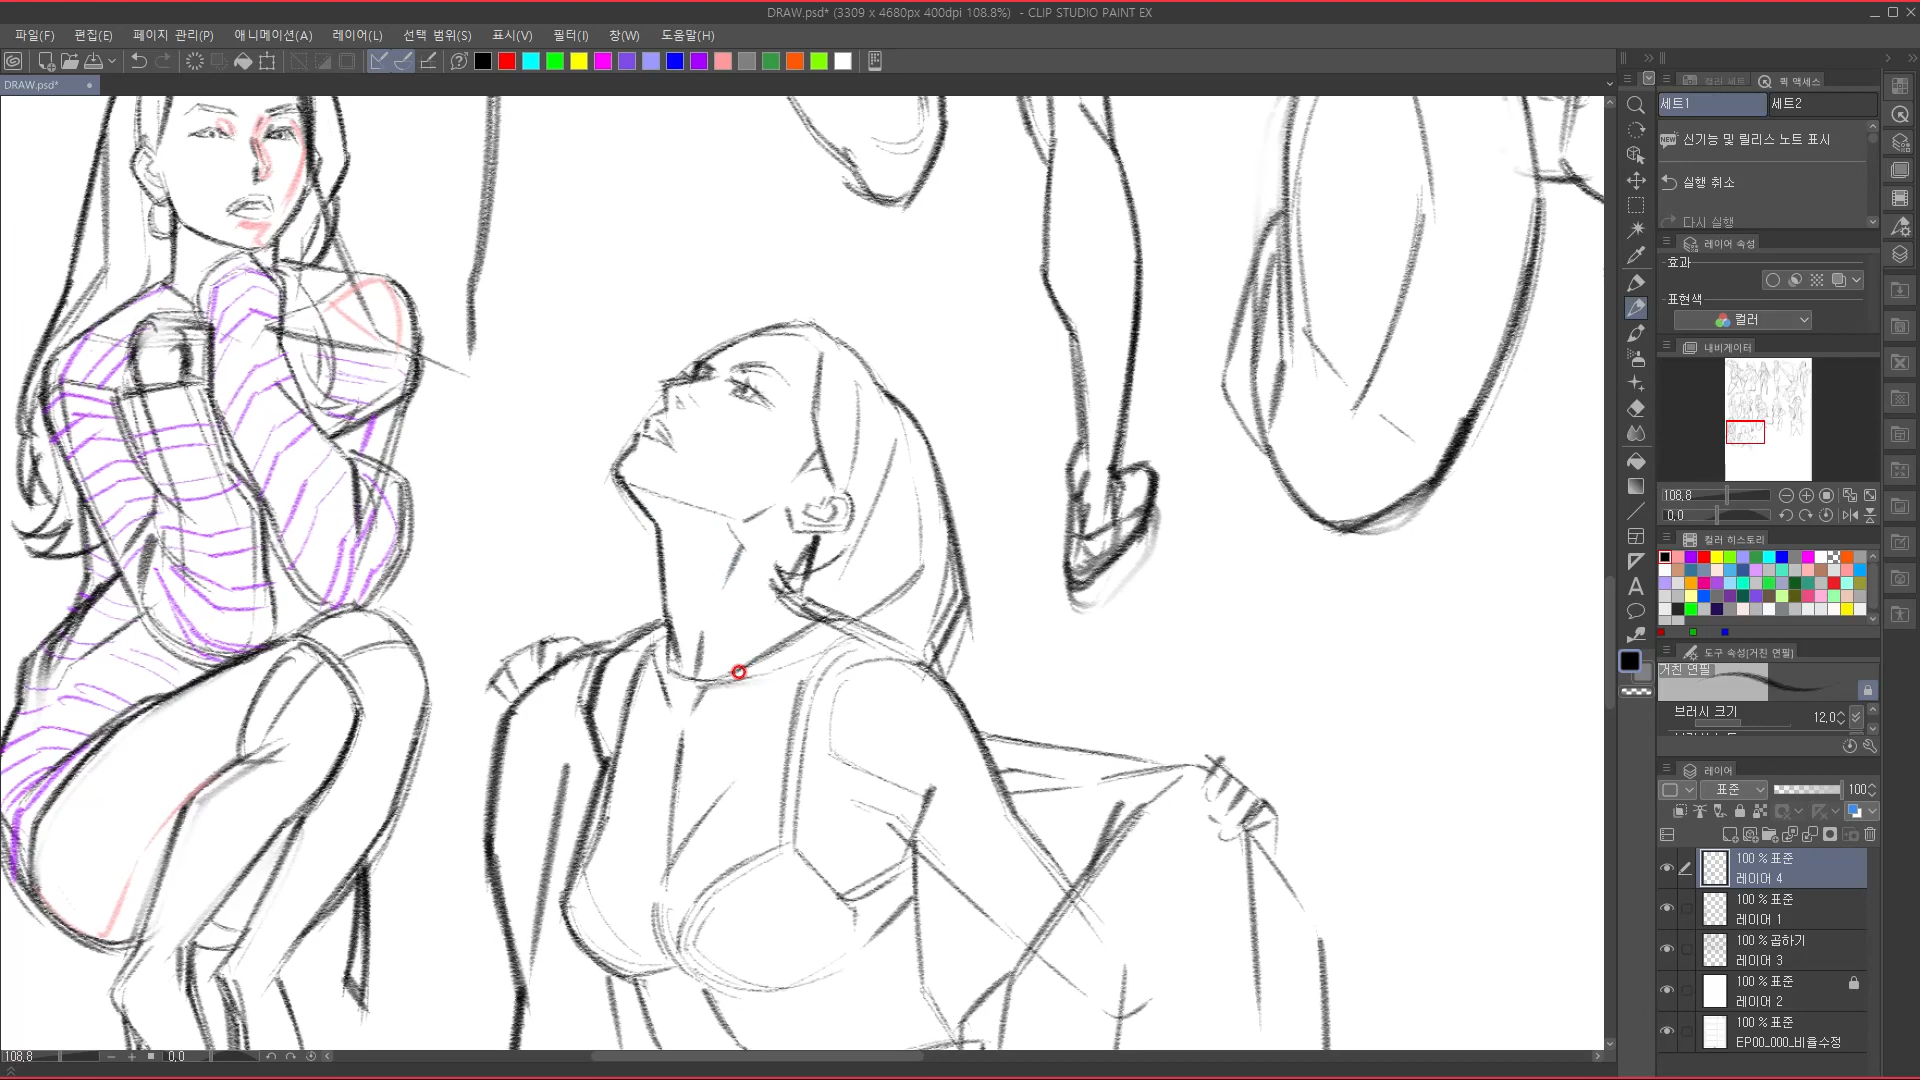 DRAW.psd* (3309 x 4680px 400dpi 108.8%)  - CLIP STUDIO PAINT EX
파일(F) 편집(E) 페이지 관리(P) 애니메이션(A) 레이어(L) 선택 범위(S) 표시(V) 필터(I) 창(W) 도움말(H)
DRAW.psd*
컬러 세트 퀵 액세스
세트1 세트2
신기능 및 릴리스 노트 표시
실행 취소
다시 실행
레이어 속성
효과
표현색
컬러
내비게이터
108.8
0.0
컬러 히스토리
도구 속성[거친 연필]
거친 연필
브러시 크기 12.0
레이어
표준 100
100 % 표준
레이어 4
100 % 표준
레이어 1
100 % 곱하기
레이어 3
100 % 표준
레이어 2
100 % 표준
EP00_000_비율수정
108.8 0.0